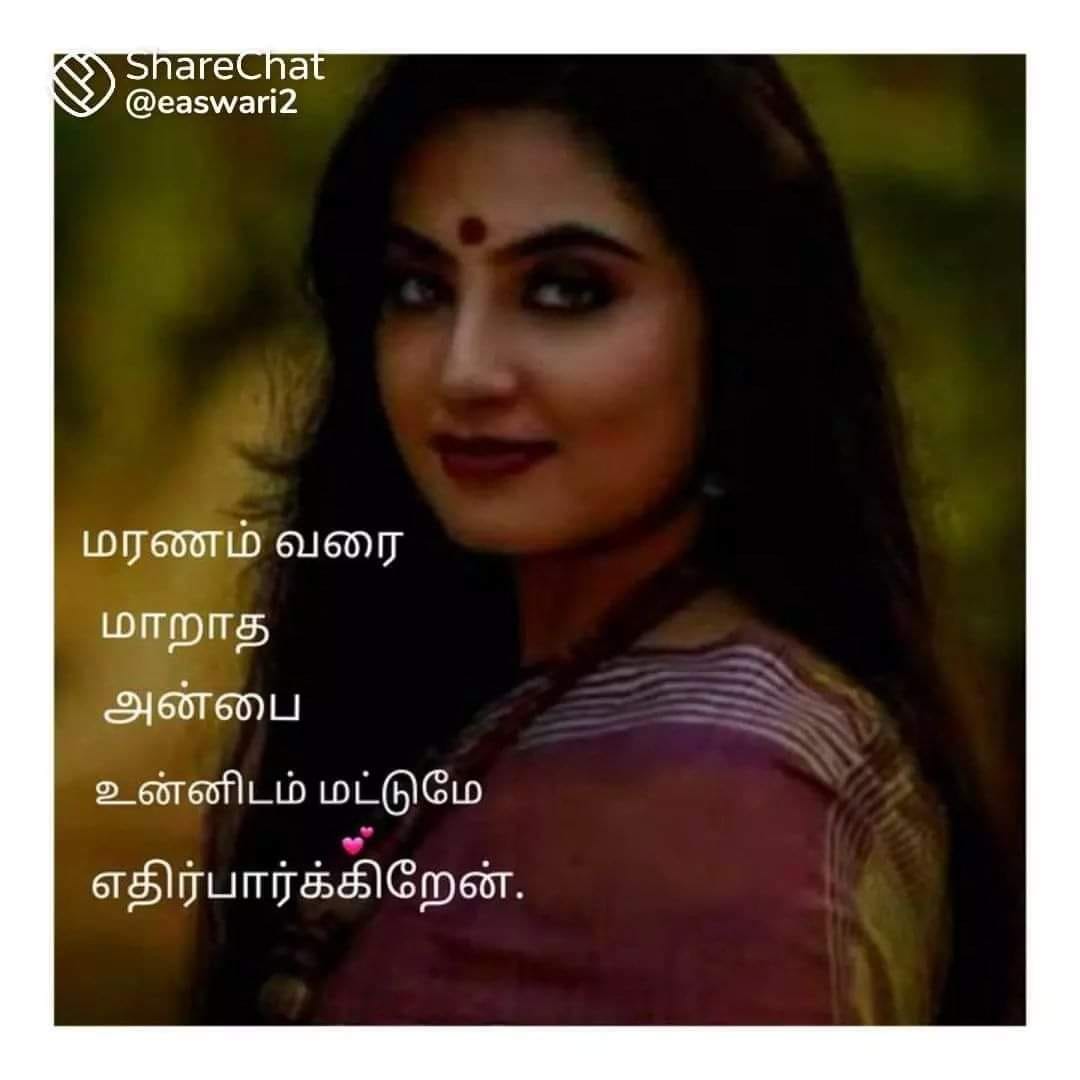 ShareChat
@easwari2
மரணம் வரை
மாறாத
அன்பை
உன்னிடம் மட்டுமே
எதிர்பார்க்கிறேன்.